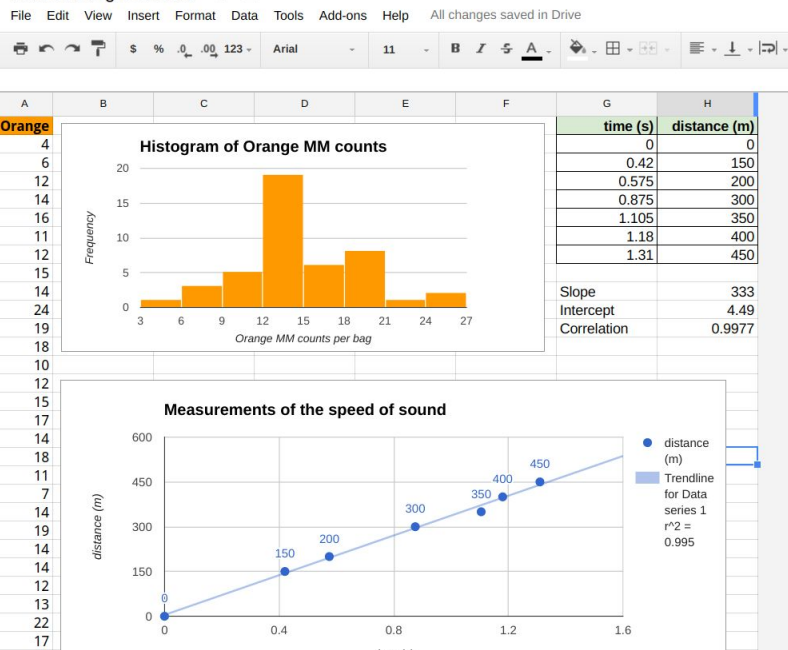 File Edit View Insert Format Data Tools Add-ons Help All changes saved in Drive
$ % .0 .00 123 Arial 11 B I S A
A B C D E F G H
Orange
4
6
12
14
16
11
12
15
14
24
19
18
10
12
15
17
14
18
11
7
14
19
14
14
12
13
22
17
Histogram of Orange MM counts
Frequency
20
15
10
5
0
3 6 9 12 15 18 21 24 27
Orange MM counts per bag
time (s) distance (m)
0 0
0.42 150
0.575 200
0.875 300
1.105 350
1.18 400
1.31 450
Slope 333
Intercept 4.49
Correlation 0.9977
Measurements of the speed of sound
distance (m)
600
450
300
150
0
0 150 200 300 350 400 450
0 0.4 0.8 1.2 1.6
distance
(m)
Trendline
for Data
series 1
r^2 =
0.995